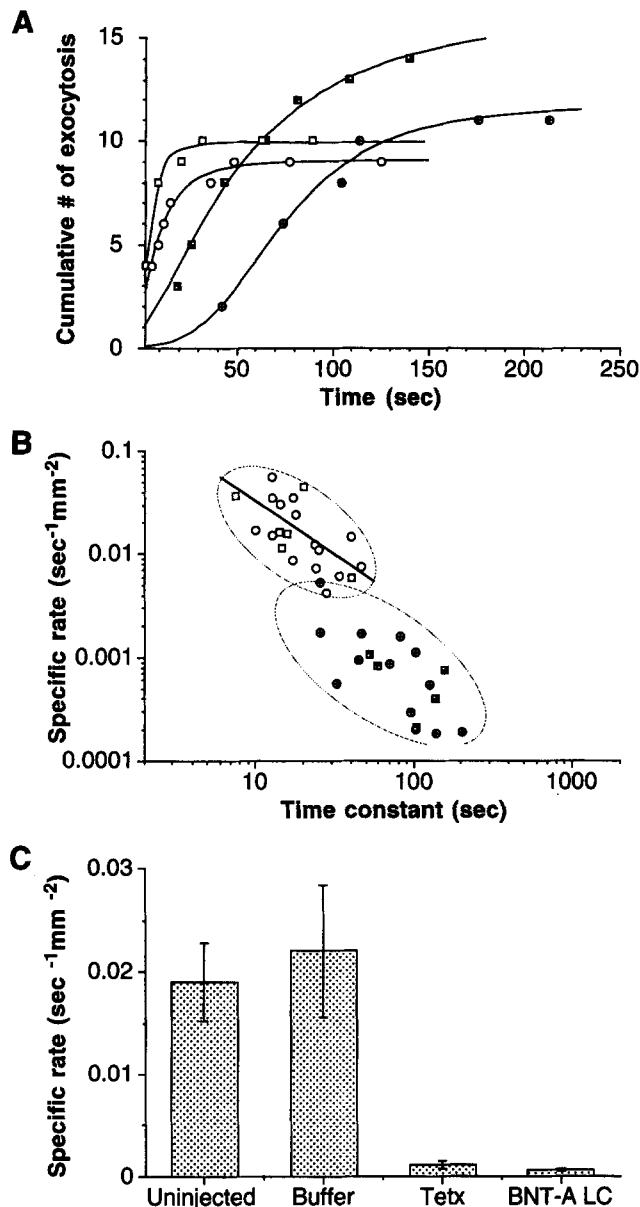 A
Cumulative # of exocytosis
15
10
5
0
50
100
150
200
250
Time (sec)
B
Specific rate (sec⁻¹mm⁻²)
0.1
0.01
0.001
0.0001
10
100
1000
Time constant (sec)
C
Specific rate (sec ⁻¹mm ⁻²)
0.03
0.02
0.01
0
Uninjected
Buffer
Tetx
BNT-A LC